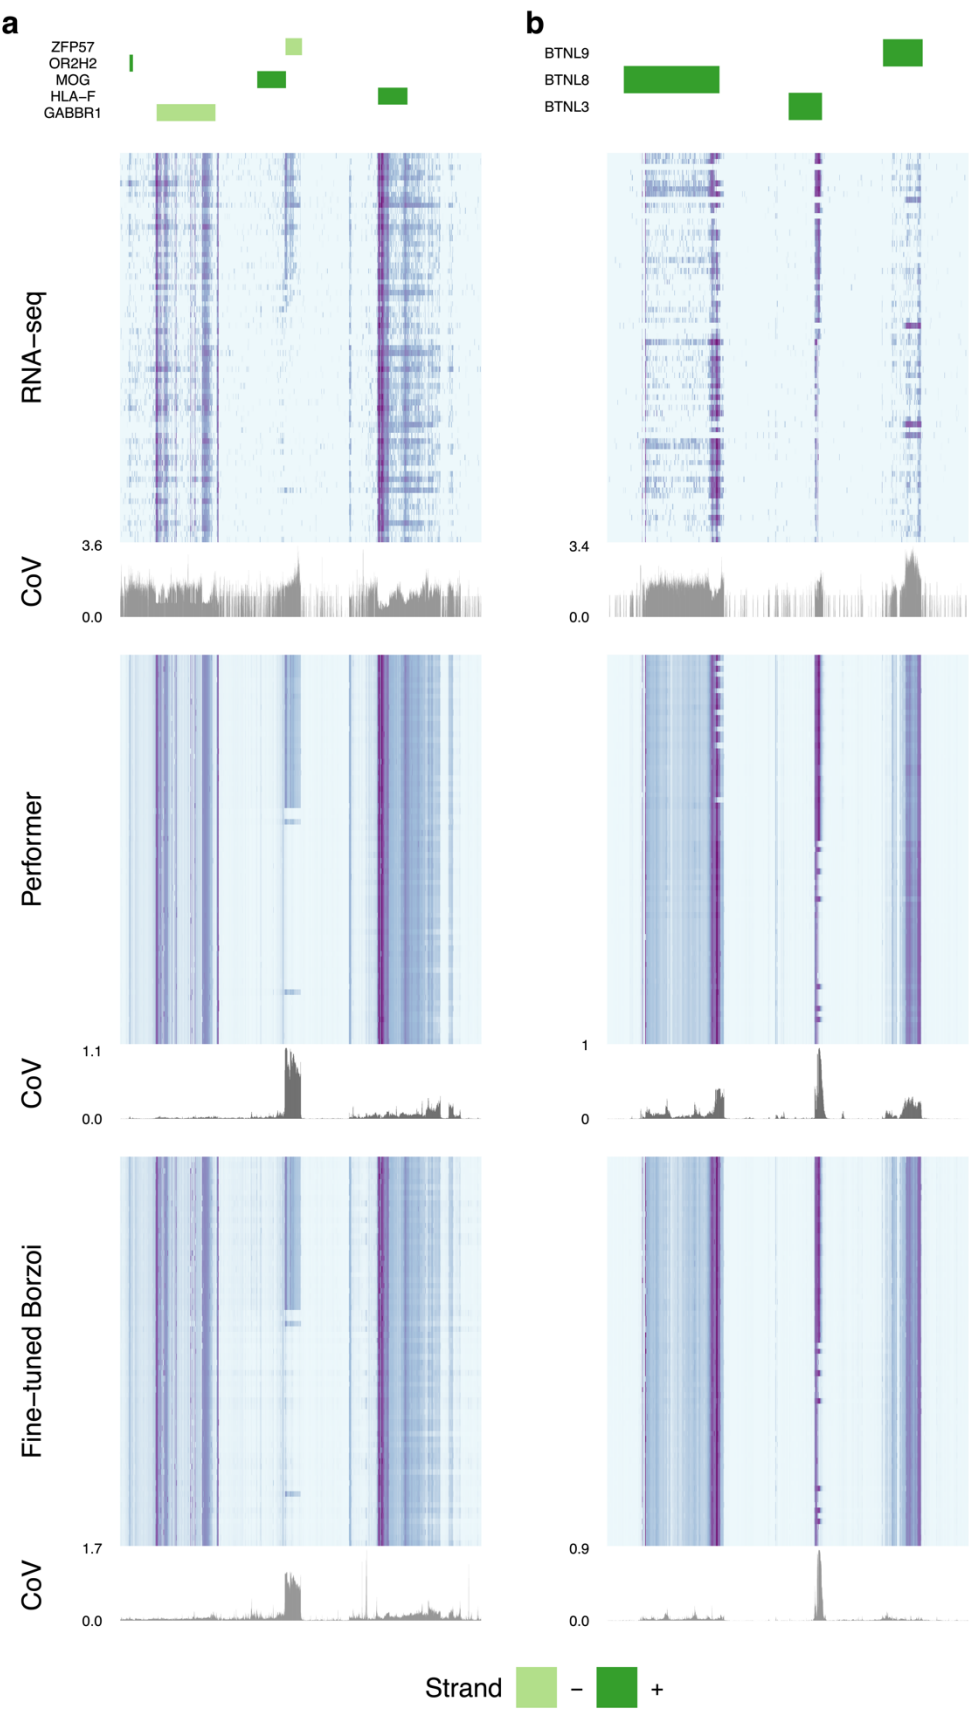 a
ZFP57
OR2H2
MOG
HLA−F
GABBR1
b
BTNL9
BTNL8
BTNL3
RNA−seq
CoV
3.6
0.0
3.4
0.0
Performer
CoV
1.1
0.0
1
0
Fine−tuned Borzoi
CoV
1.7
0.0
0.9
0.0
Strand − +